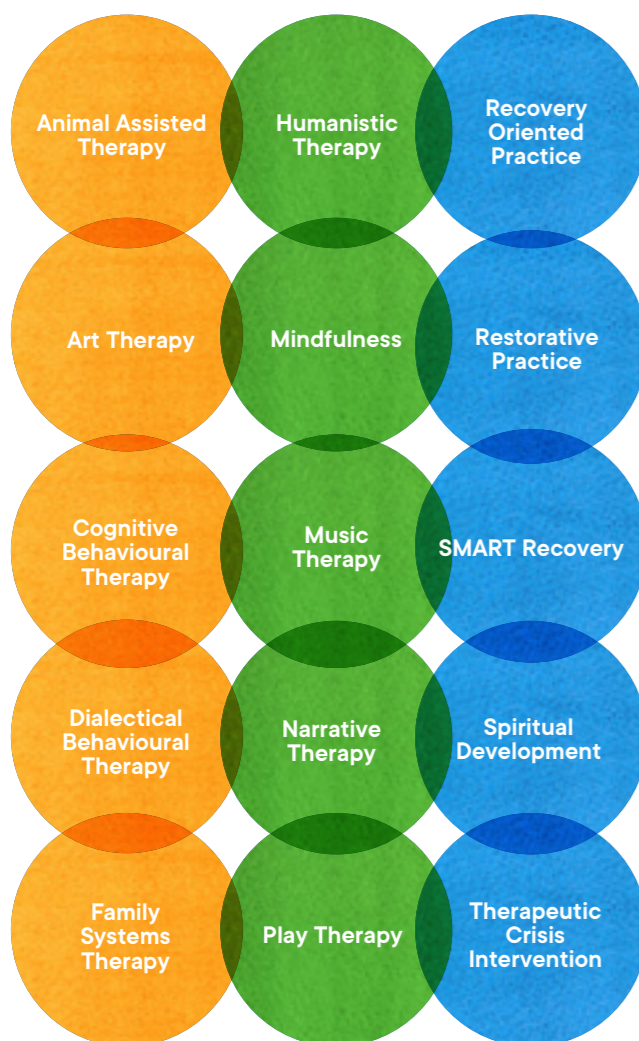 Animal Assisted
Therapy
Humanistic
Therapy
Recovery
Oriented
Practice
Art Therapy
Mindfulness
Restorative
Practice
Cognitive
Behavioural
Therapy
Music
Therapy
SMART Recovery
Dialectical
Behavioural
Therapy
Narrative
Therapy
Spiritual
Development
Family
Systems
Therapy
Play Therapy
Therapeutic
Crisis
Intervention